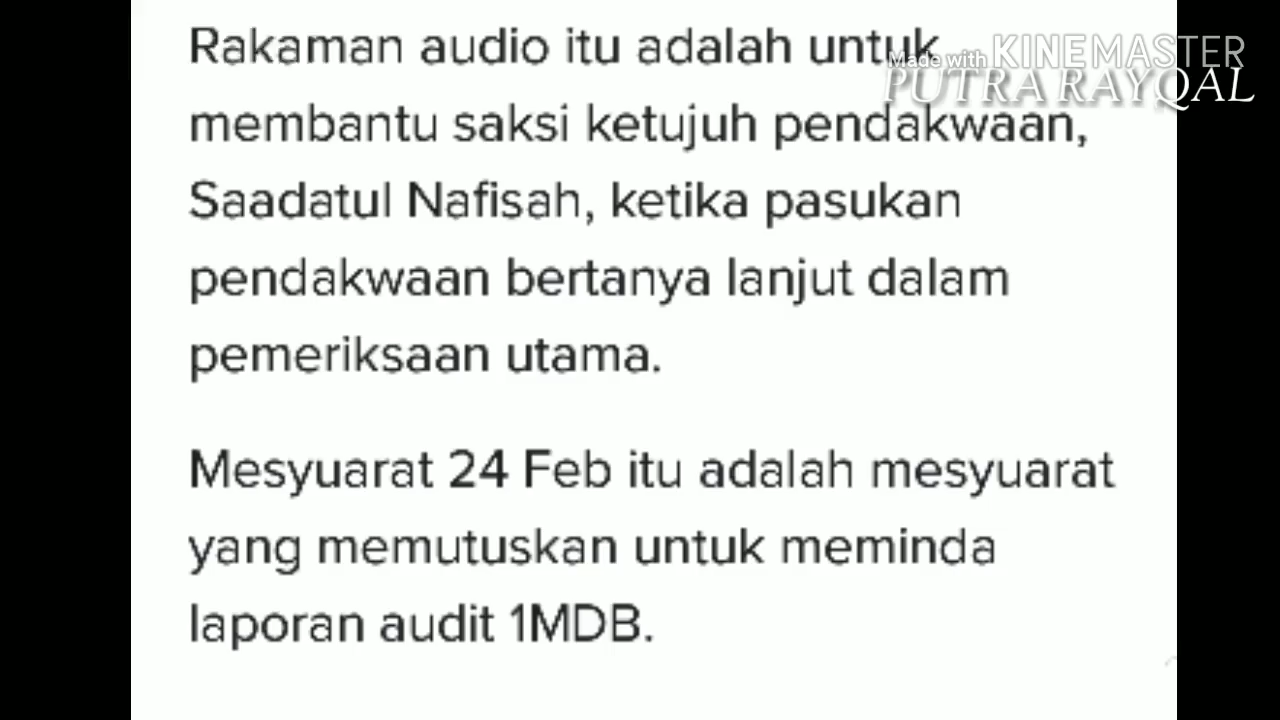 Rakaman audio itu adalah untuk
Made with KINEMASTER
PUTRA RAYQAL
membantu saksi ketujuh pendakwaan,
Saadatul Nafisah, ketika pasukan
pendakwaan bertanya lanjut dalam
pemeriksaan utama.
Mesyuarat 24 Feb itu adalah mesyuarat
yang memutuskan untuk meminda
laporan audit 1MDB.